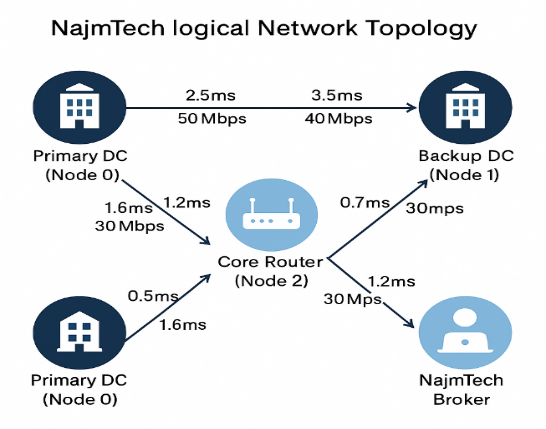 NajmTech logical Network Topology
2.5ms 3.5ms
50 Mbps 40 Mbps
Primary DC
(Node 0)
Backup DC
(Node 1)
1.6ms 1.2ms
30 Mbps
0.7ms 30mps
Core Router
(Node 2)
0.5ms
1.6ms
1.2ms
30 Mps
Primary DC
(Node 0)
NajmTech
Broker